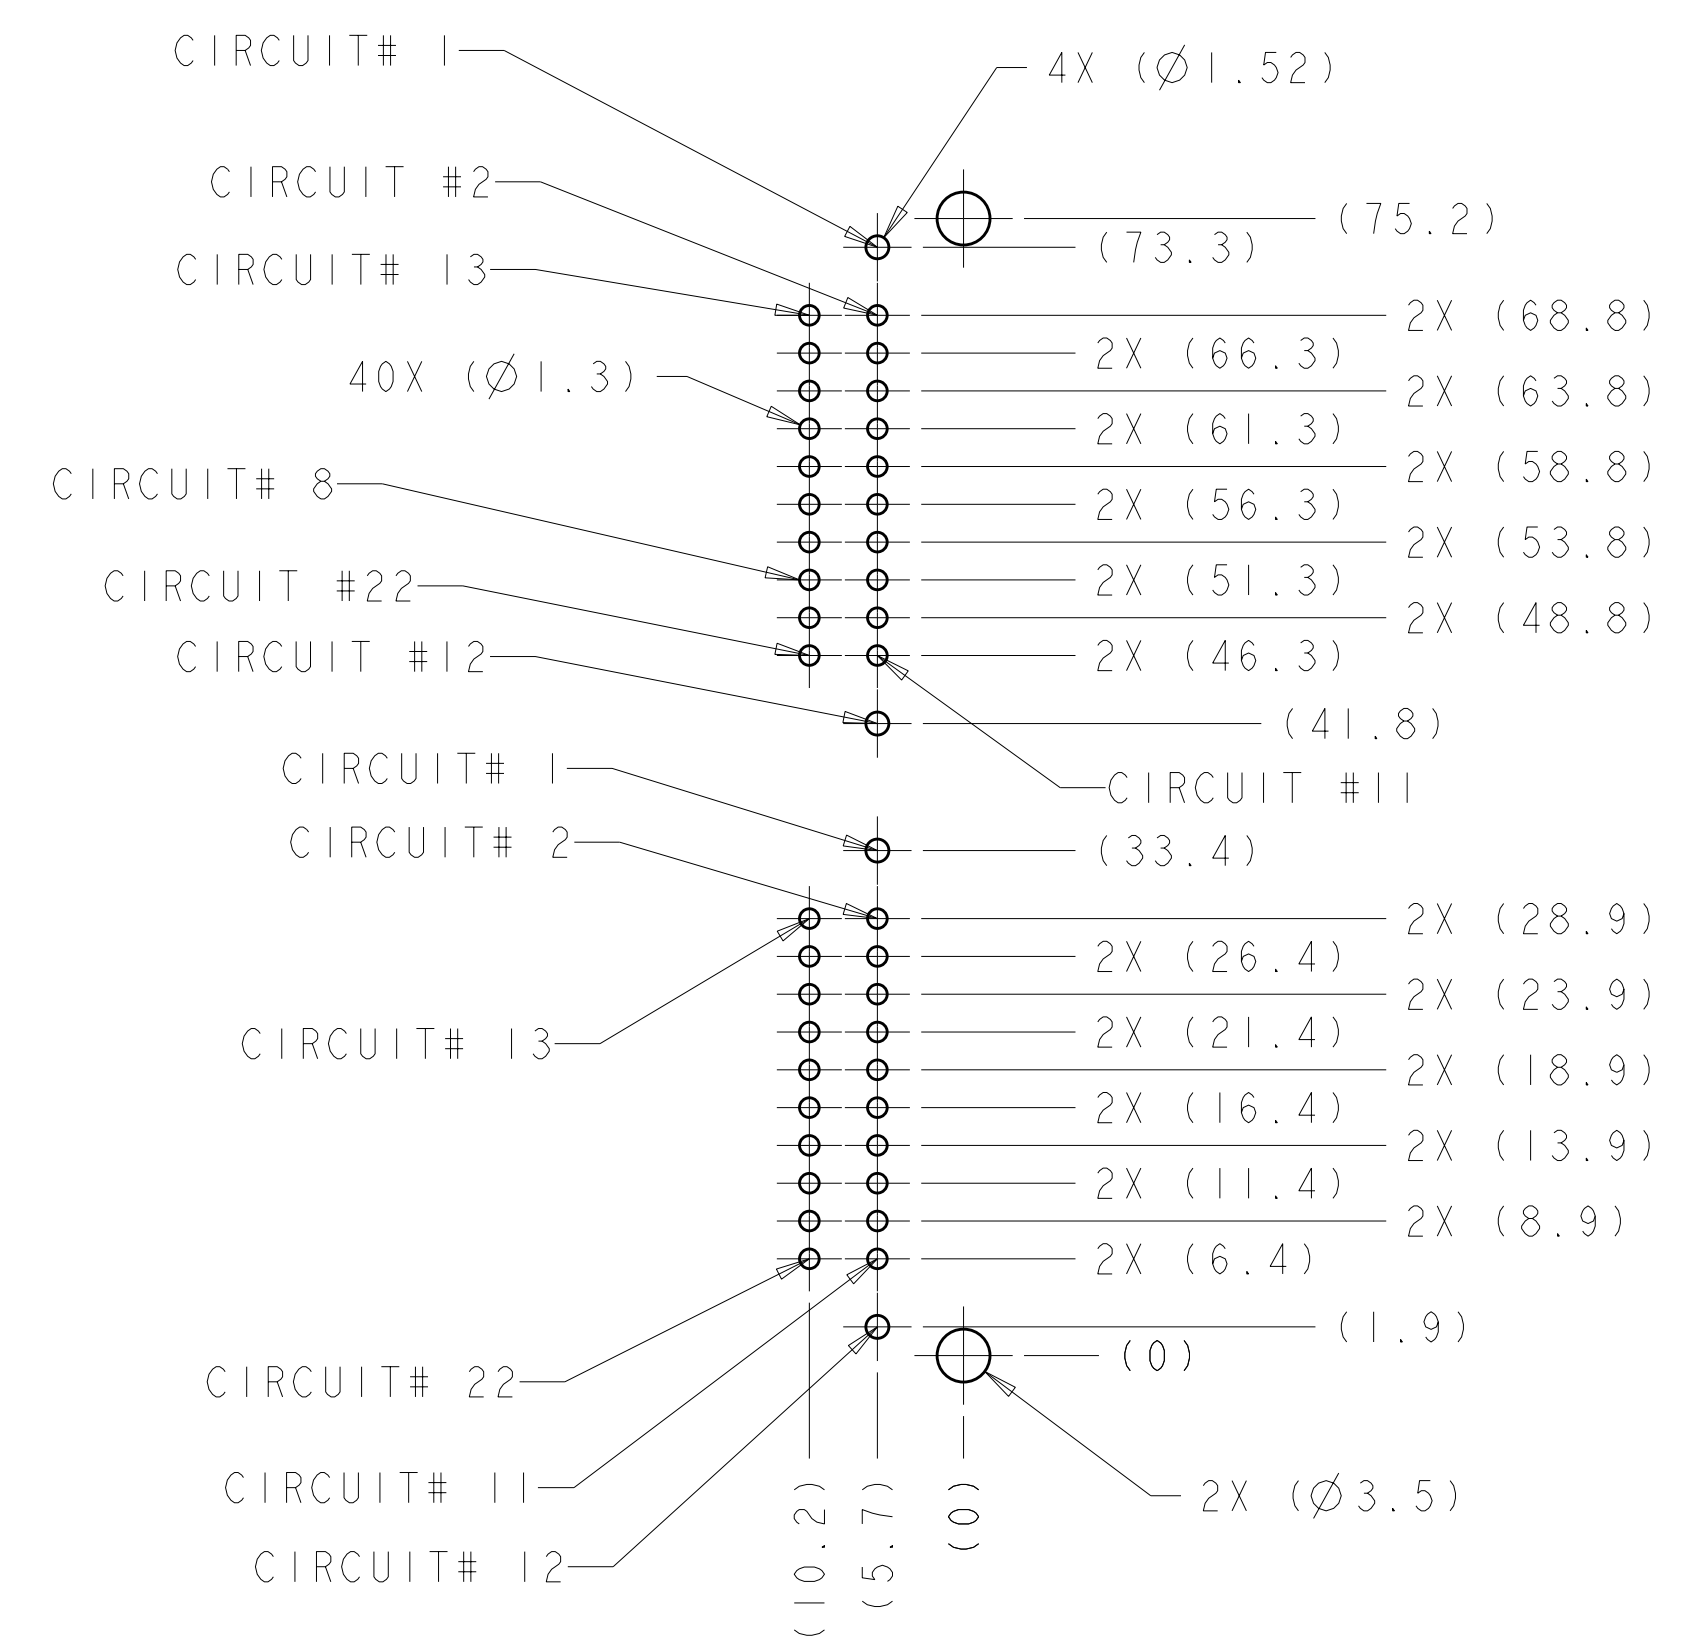 CIRCUIT# 1
4X (Ø1.52)
CIRCUIT #2
(75.2)
(73.3)
CIRCUIT# 13
2X (68.8)
2X (66.3)
40X (Ø1.3)
2X (63.8)
2X (61.3)
2X (58.8)
CIRCUIT# 8
2X (56.3)
2X (53.8)
2X (51.3)
CIRCUIT #22
2X (48.8)
CIRCUIT #12
2X (46.3)
(41.8)
CIRCUIT# 1
CIRCUIT #11
CIRCUIT# 2
(33.4)
2X (28.9)
2X (26.4)
2X (23.9)
CIRCUIT# 13
2X (21.4)
2X (18.9)
2X (16.4)
2X (13.9)
2X (11.4)
2X (8.9)
2X (6.4)
(1.9)
(0)
CIRCUIT# 22
CIRCUIT# 11
2X (Ø3.5)
(10.2)
(5.7)
(0)
CIRCUIT# 12